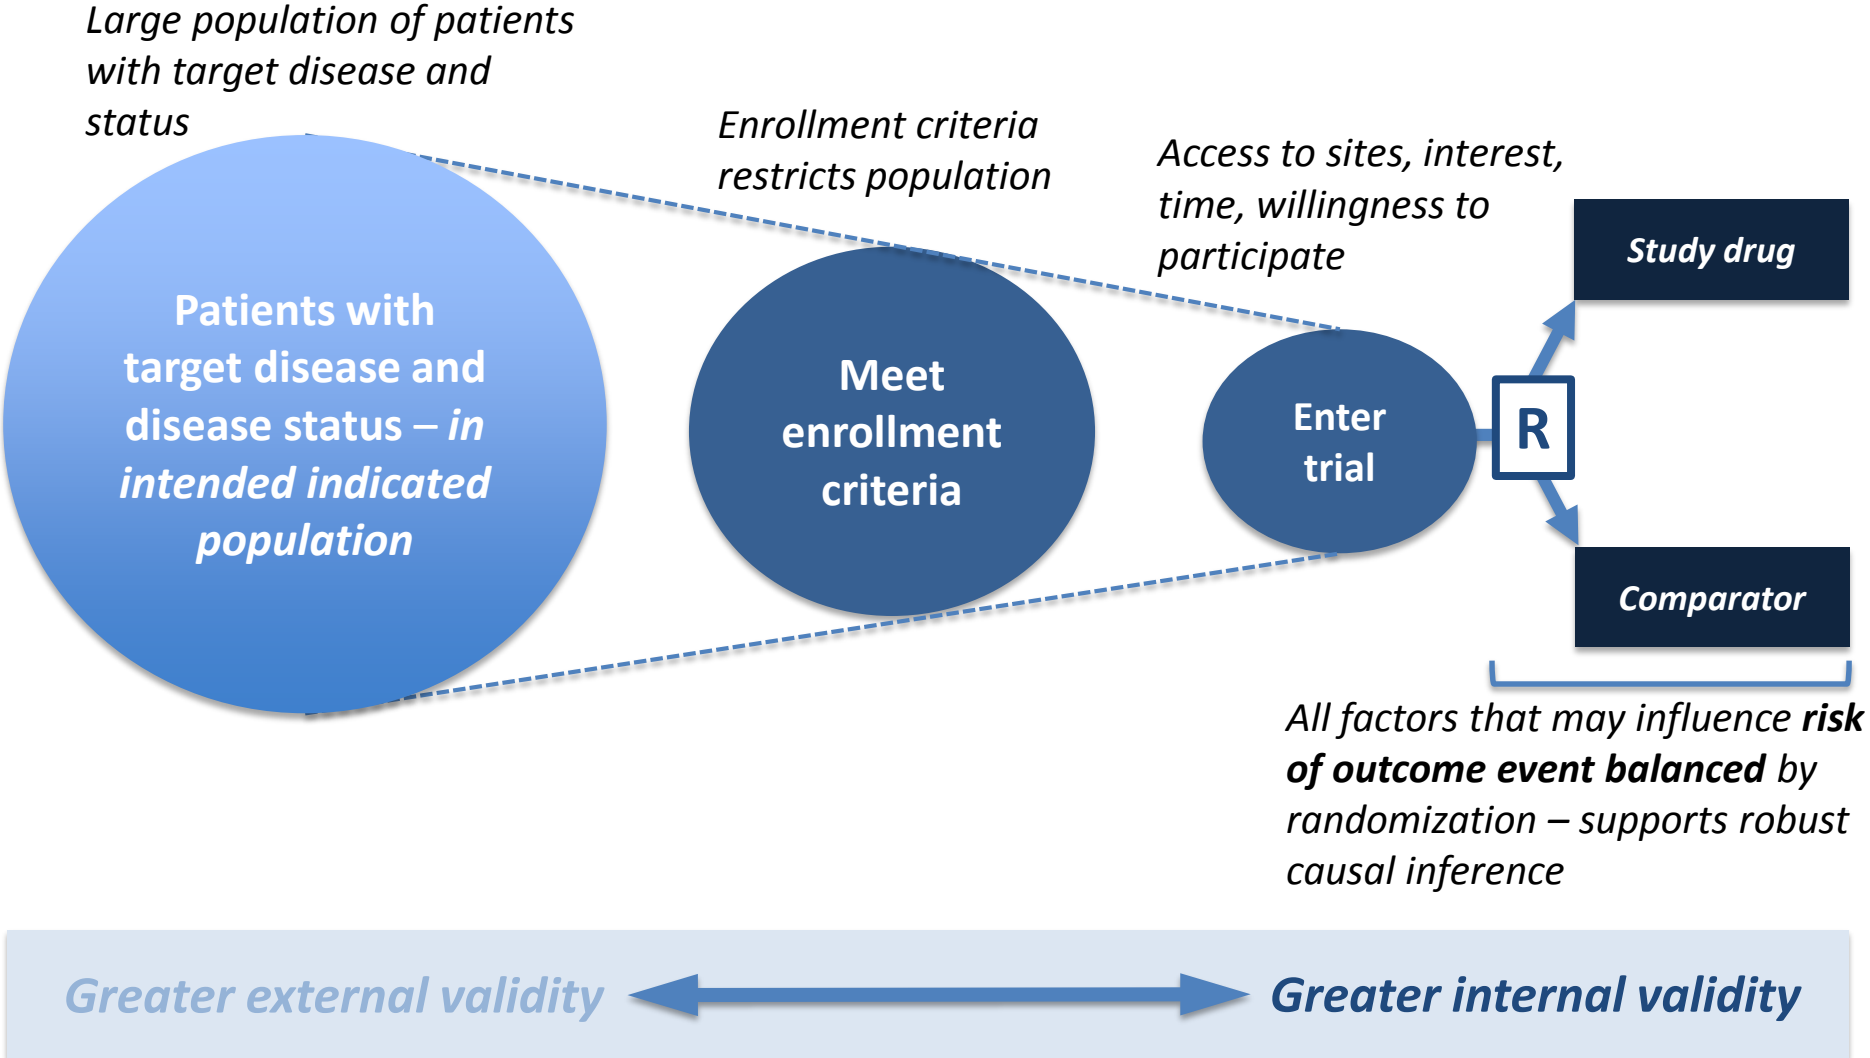 Large population of patients
with target disease and
status
Enrollment criteria
restricts population
Access to sites, interest,
time, willingness to
participate
Patients with
target disease and
disease status – in
intended indicated
population
Meet
enrollment
criteria
Enter
trial
R
Study drug
Comparator
All factors that may influence risk
of outcome event balanced by
randomization – supports robust
causal inference
Greater external validity
Greater internal validity